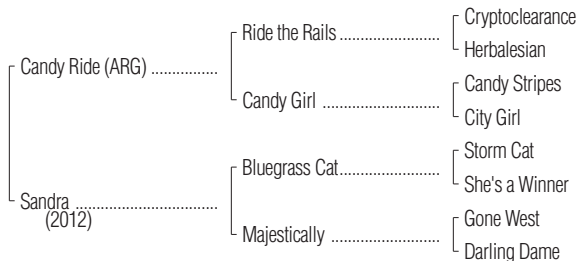 Cryptoclearance
Ride the Rails ....................
Herbalesian
Candy Ride (ARG) .............
Candy Stripes
Candy Girl ........................
City Girl
Storm Cat
Bluegrass Cat....................
She's a Winner
Sandra ............................
(2012)
Gone West
Majestically ......................
Darling Dame